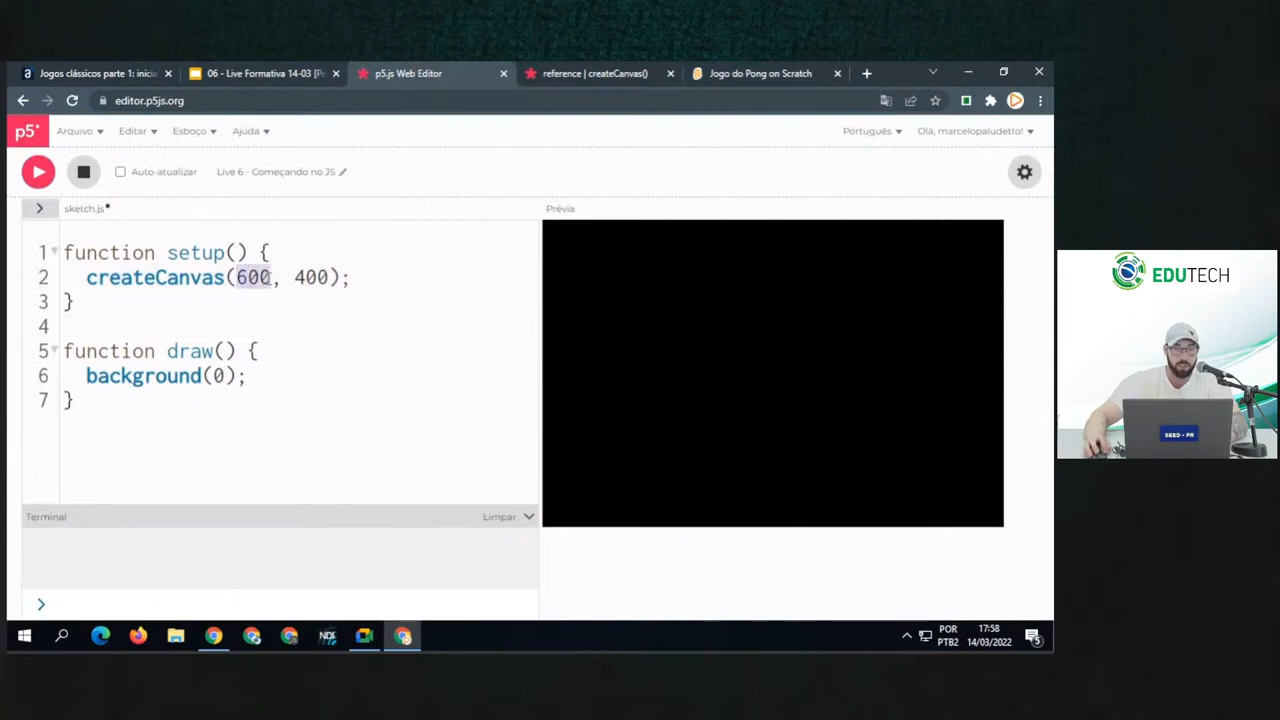 Jogos clássicos parte 1: inicia
06 - Live Formativa 14-03 [P
p5.js Web Editor
reference | createCanvas()
Jogo do Pong on Scratch
editor.p5js.org
p5*
Arquivo
Editar
Esboço
Ajuda
Português
Olá, marcelopaludetto!
Auto-atualizar
Live 6 - Começando no JS
sketch.js
Prévia
1 function setup() {
2 createCanvas(600, 400);
3 }
4
5 function draw() {
6 background(0);
7 }
EDUTECH
SEED - PR
Terminal
Limpar
>
NDI
POR
PTB2
17:58
14/03/2022
5